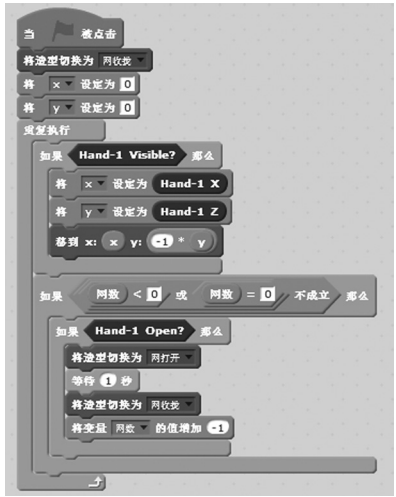 当 被点击
将造型切换为 网收拢
将 x 设定为 0
将 y 设定为 0
重复执行
如果 Hand-1 Visible? 那么
将 x 设定为 Hand-1 X
将 y 设定为 Hand-1 Z
移到 x: x y: -1 * y
如果 网数 < 0 或 网数 = 0 不成立 那么
如果 Hand-1 Open? 那么
将造型切换为 网打开
等待 1 秒
将造型切换为 网收拢
将变量 网数 的值增加 -1